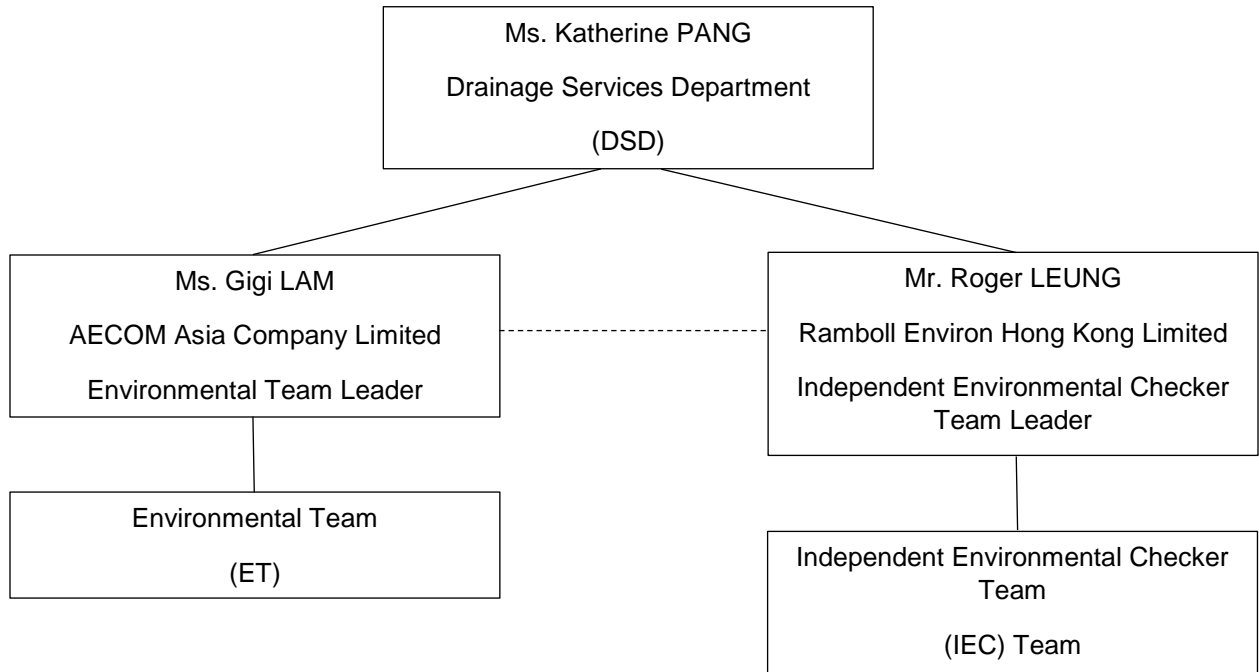 Ms. Katherine PANG
Drainage Services Department
(DSD)
Ms. Gigi LAM
AECOM Asia Company Limited
Environmental Team Leader
Mr. Roger LEUNG
Ramboll Environ Hong Kong Limited
Independent Environmental Checker
Team Leader
Environmental Team
(ET)
Independent Environmental Checker
Team
(IEC) Team